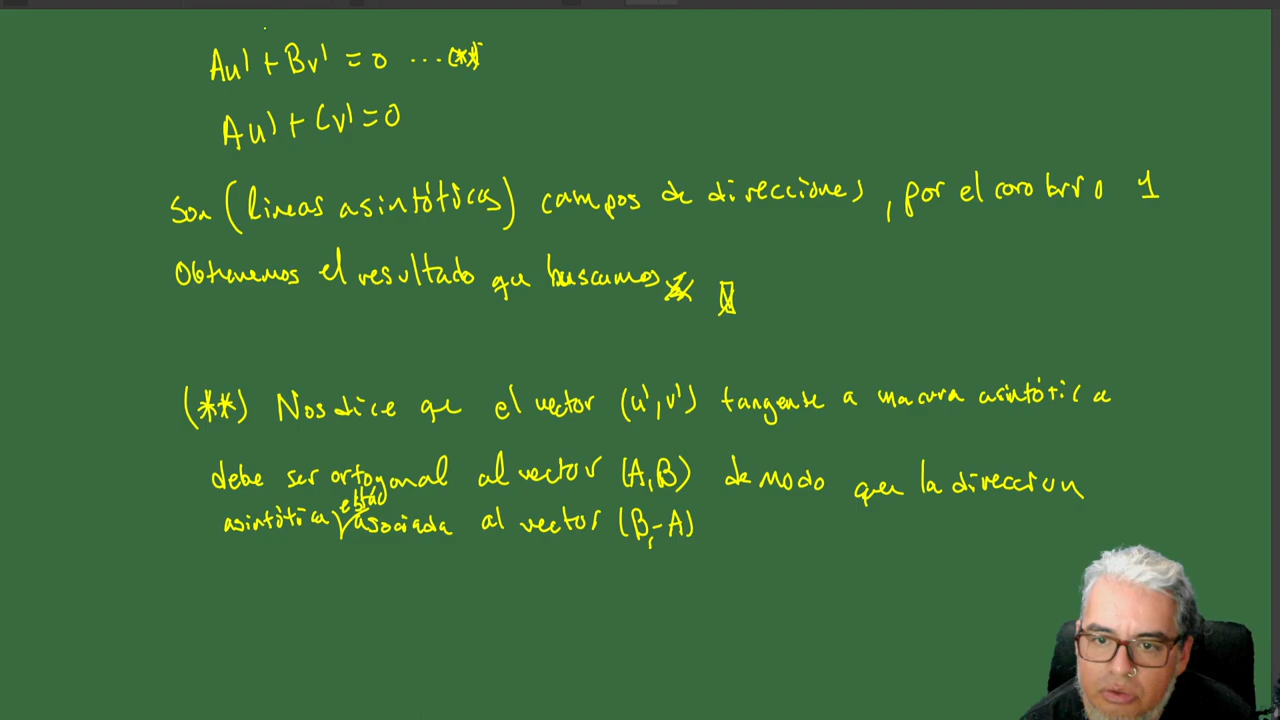 Au' + Bv' = 0 ...(**)
Au' + Cv' = 0
Son (lineas asintóticas) campos de direcciones, por el corolario 1
Obtenemos el resultado que buscamos
(**) Nos dice que el vector (u', v') tangente a una curva asintótica
debe ser ortogonal al vector (A,B) de modo que la direccion
asintótica está asociada al vector (B,-A)